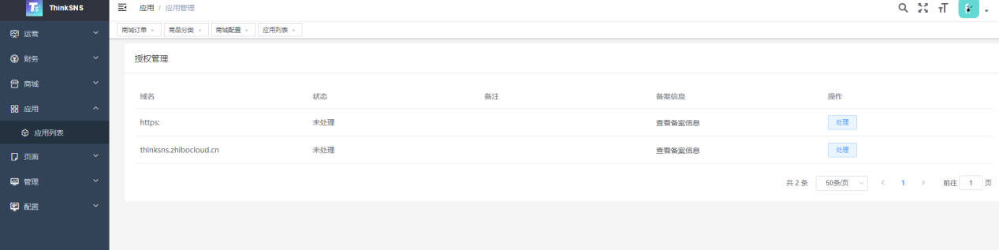 ThinkSNS
应用 / 应用管理
商城订单 × 商品分类 × 商城配置 × 应用列表 ×
运营
财务
商城
应用
应用列表
页面
管理
配置
授权管理
域名 状态 备注 备案信息 操作
https: 未处理 查看备案信息 处理
thinksns.zhibocloud.cn 未处理 查看备案信息 处理
共 2 条 50条/页 < 1 > 前往 1 页